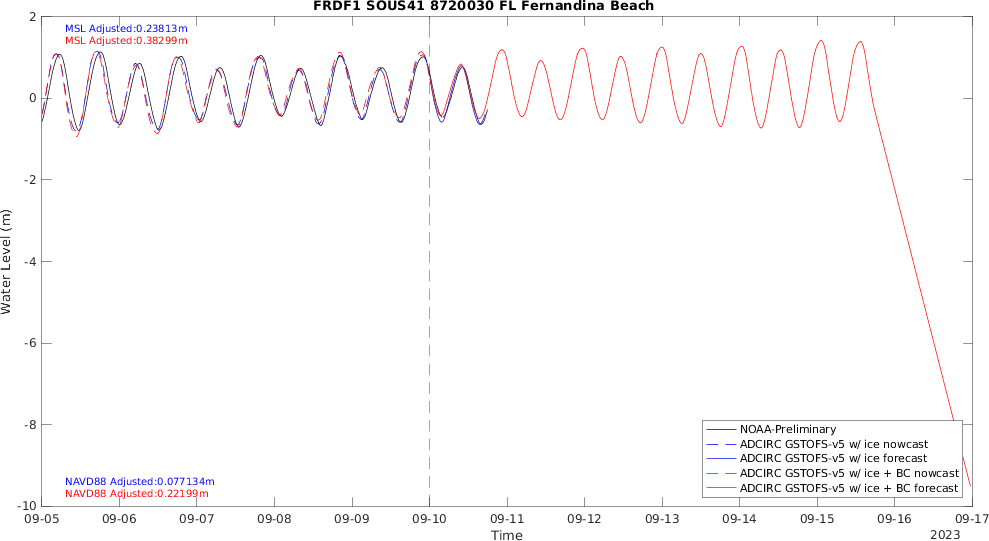 FRDF1 SOUS41 8720030 FL Fernandina Beach
MSL Adjusted:0.23813m
MSL Adjusted:0.38299m
2
0
-2
-4
-6
-8
-10
Water Level (m)
NOAA-Preliminary
ADCIRC GSTOFS-v5 w/ ice nowcast
ADCIRC GSTOFS-v5 w/ ice forecast
ADCIRC GSTOFS-v5 w/ ice + BC nowcast
ADCIRC GSTOFS-v5 w/ ice + BC forecast
NAVD88 Adjusted:0.077134m
NAVD88 Adjusted:0.22199m
09-05 09-06 09-07 09-08 09-09 09-10 09-11 09-12 09-13 09-14 09-15 09-16 09-17
Time
2023